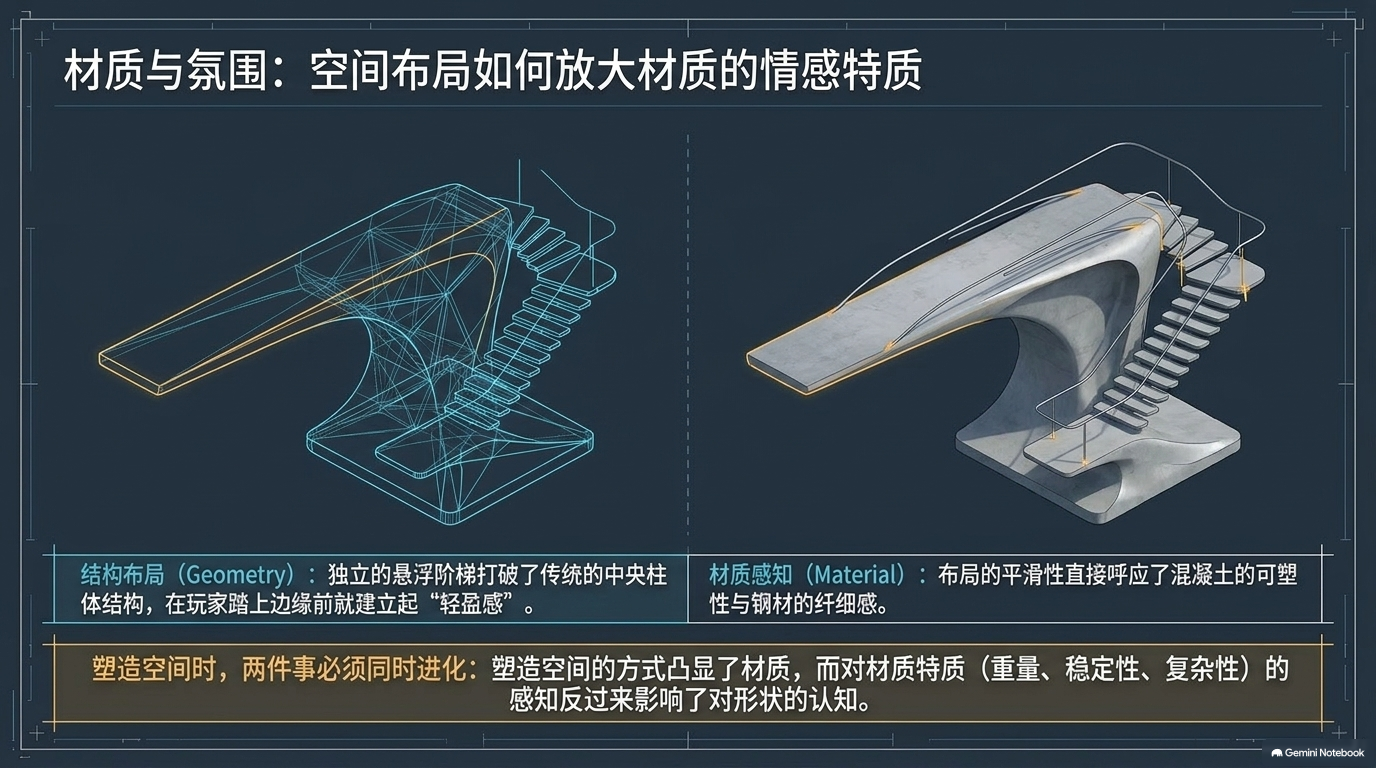 材质与氛围：空间布局如何放大材质的情感特质
结构布局（Geometry）：独立的悬浮阶梯打破了传统的中央柱
体结构，在玩家踏上边缘前就建立起“轻盈感”。
材质感知（Material）：布局的平滑性直接呼应了混凝土的可塑
性与钢材的纤细感。
塑造空间时，两件事必须同时进化：塑造空间的方式凸显了材质，而对材质特质（重量、稳定性、复杂性）的
感知反过来影响了对形状的认知。
Gemini Notebook